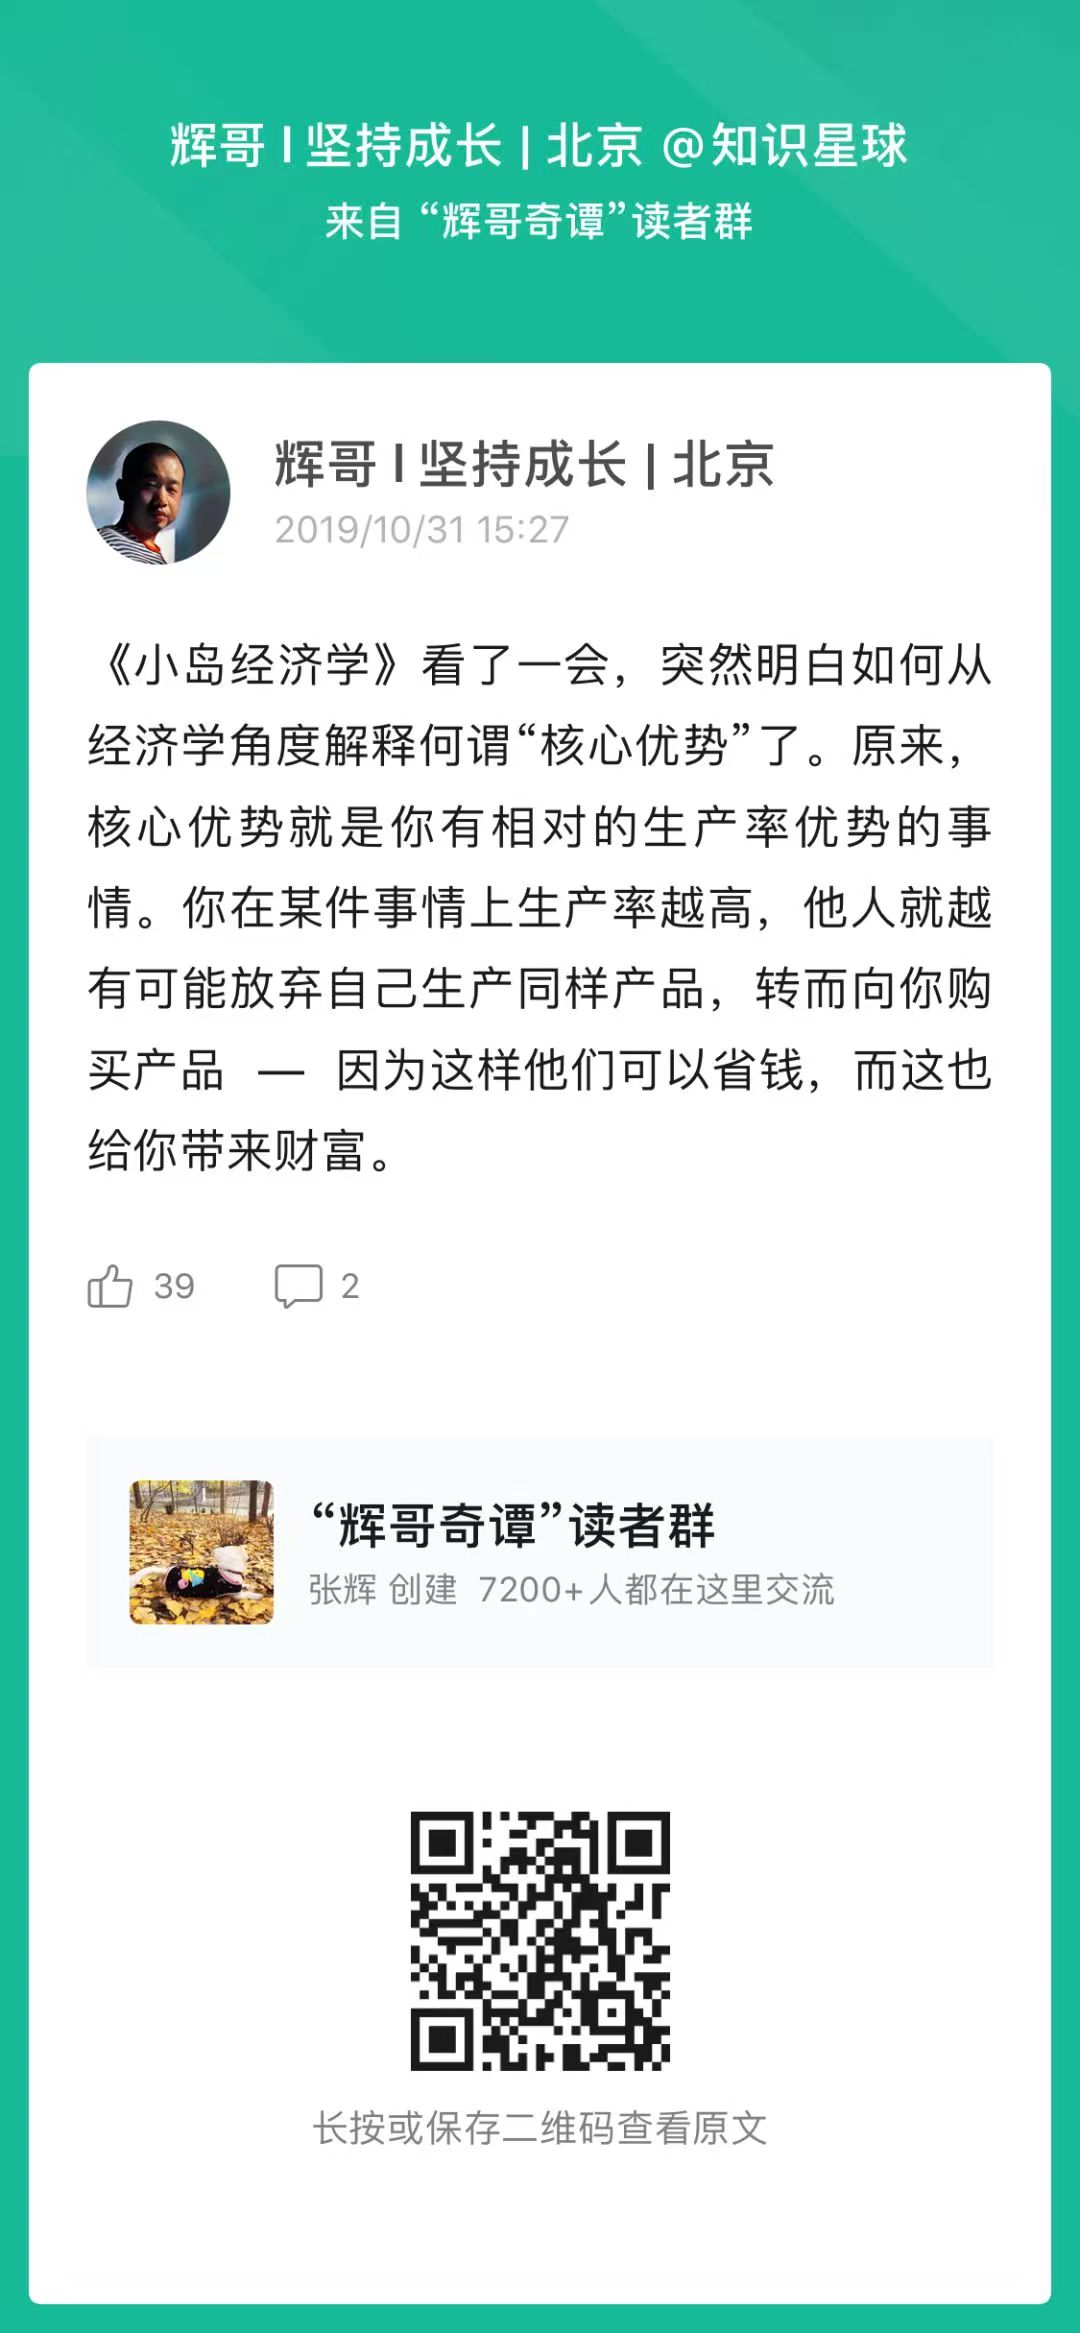 辉哥 I 坚持成长 | 北京 @知识星球
来自 “辉哥奇谭”读者群
辉哥 I 坚持成长 | 北京
2019/10/31 15:27
《小岛经济学》看了一会，突然明白如何从
经济学角度解释何谓“核心优势”了。原来，
核心优势就是你有相对的生产率优势的事
情。你在某件事情上生产率越高，他人就越
有可能放弃自己生产同样产品，转而向你购
买产品 — 因为这样他们可以省钱，而这也
给你带来财富。
39 2
“辉哥奇谭”读者群
张辉 创建 7200+人都在这里交流
长按或保存二维码查看原文